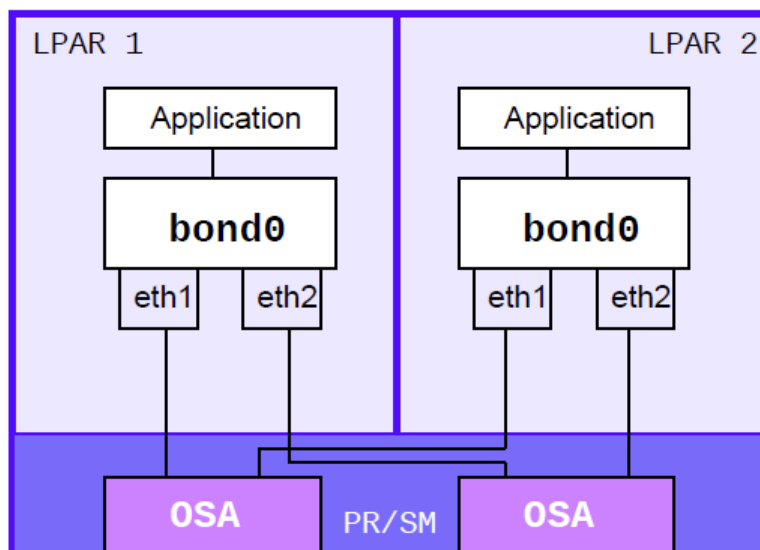 LPAR 1
LPAR 2
Application
Application
bond0
bond0
eth1
eth2
eth1
eth2
OSA
PR/SM
OSA